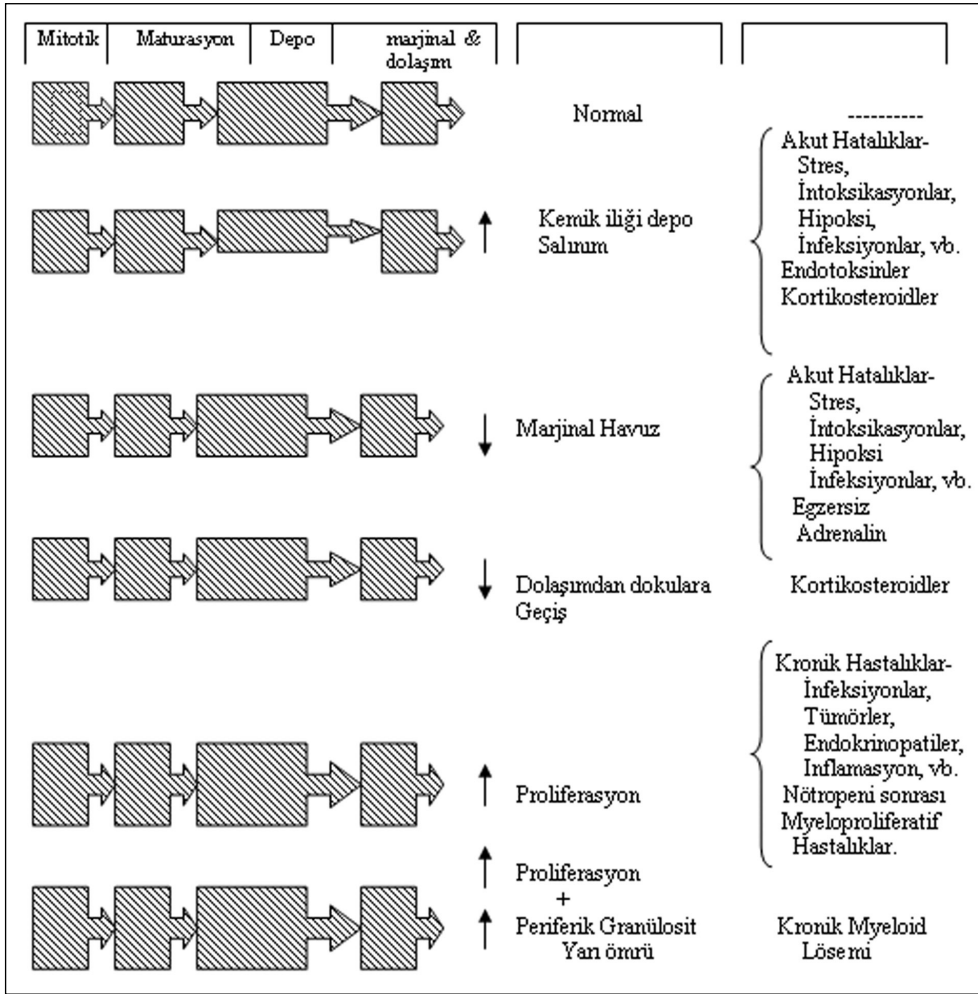 Mitotik Maturasyon Depo marjinal &
dolaşım
Normal
----------
Kemik iliği depo
Salınım
Akut Hatalıklar-
Stres,
İntoksikasyonlar,
Hipoksi,
İnfeksiyonlar, vb.
Endotoksinler
Kortikosteroidler
Marjinal Havuz
Akut Hatalıklar-
Stres,
İntoksikasyonlar,
Hipoksi
İnfeksiyonlar, vb.
Egzersiz
Adrenalin
Dolaşımdan dokulara
Geçiş
Kortikosteroidler
Proliferasyon
Kronik Hastalıklar-
İnfeksiyonlar,
Tümörler,
Endokrinopatiler,
Inflamasyon, vb.
Nötropeni sonrası
Myeloproliferatif
Hastalıklar.
Proliferasyon
+
Periferik Granülosit
Yarı ömrü
Kronik Myeloid
Lösemi